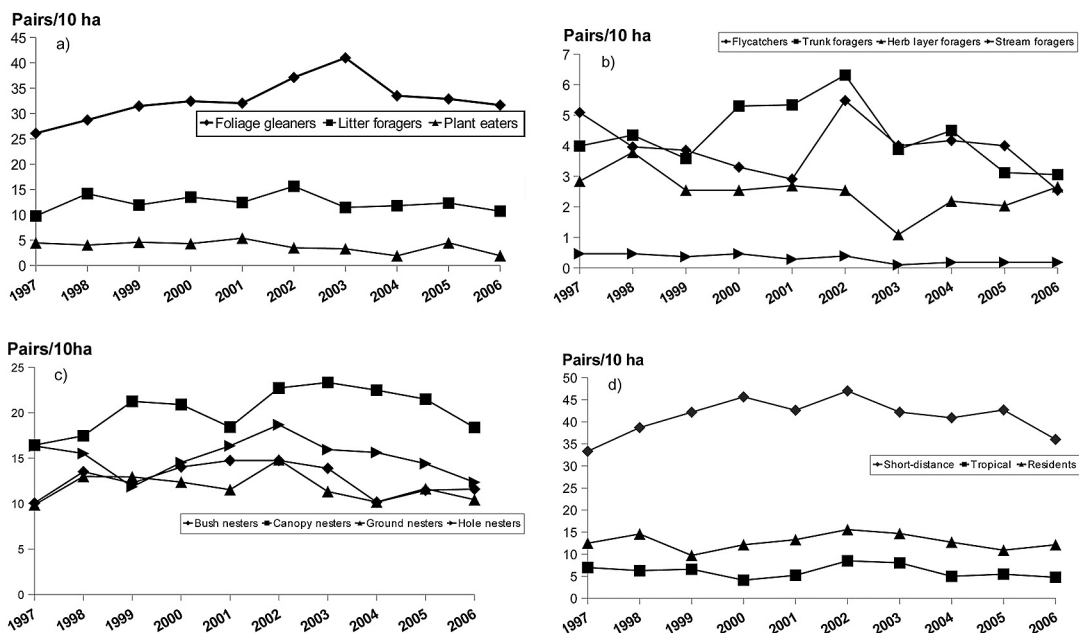 Pairs/10 ha
a)
45
40
35
30
25
20
15
10
5
0
Foliage gleaners Litter foragers Plant eaters
1997 1998 1999 2000 2001 2002 2003 2004 2005 2006
Pairs/10 ha
b)
Flycatchers Trunk foragers Herb layer foragers Stream foragers
7
6
5
4
3
2
1
0
1997 1998 1999 2000 2001 2002 2003 2004 2005 2006
Pairs/10ha
c)
25
20
15
10
5
0
Bush nesters Canopy nesters Ground nesters Hole nesters
1997 1998 1999 2000 2001 2002 2003 2004 2005 2006
Pairs/10 ha
d)
50
45
40
35
30
25
20
15
10
5
0
Short-distance Tropical Residents
1997 1998 1999 2000 2001 2002 2003 2004 2005 2006